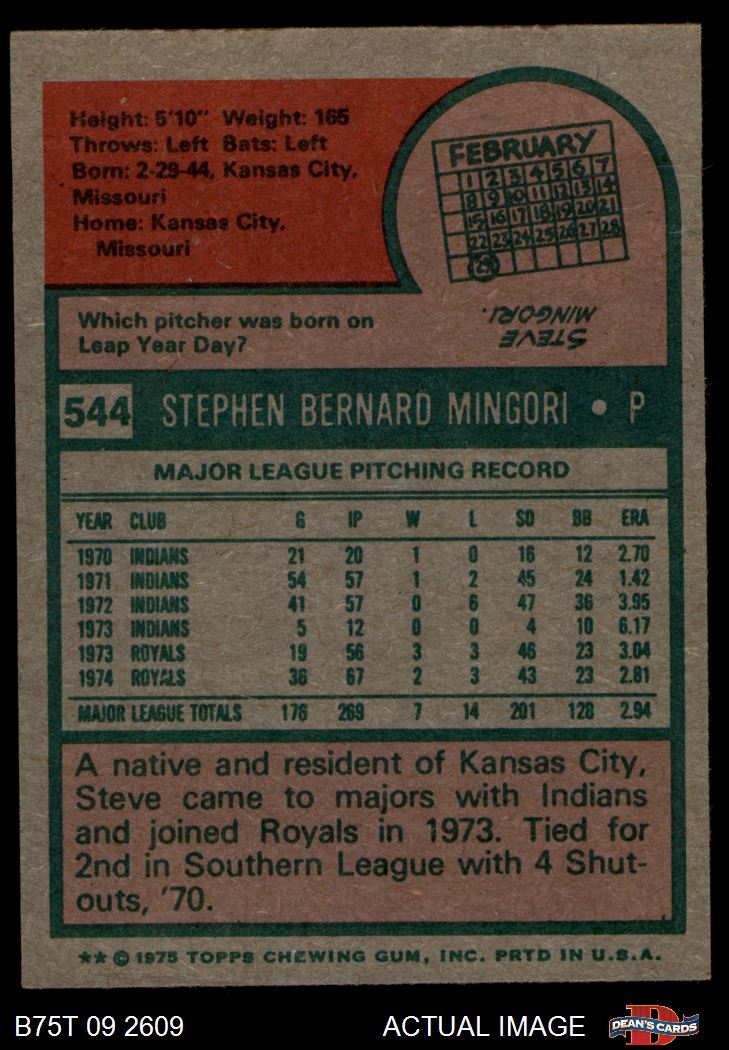 Height: 5'10" Weight: 165
Throws: Left Bats: Left
Born: 2-29-44, Kansas City,
Missouri
Home: Kansas City,
Missouri
FEBRUARY
1 2 3 4 5 6 7
8 9 10 11 12 13 14
15 16 17 18 19 20 21
22 23 24 25 26 27 28
29
Which pitcher was born on
Leap Year Day?
STEVE
MINGORI.
544 STEPHEN BERNARD MINGORI • P
MAJOR LEAGUE PITCHING RECORD
YEAR CLUB G IP W L SO BB ERA
1970 INDIANS 21 20 1 0 16 12 2.70
1971 INDIANS 54 57 1 2 45 24 1.42
1972 INDIANS 41 57 0 6 47 36 3.95
1973 INDIANS 5 12 0 0 4 10 6.17
1973 ROYALS 19 56 3 3 46 23 3.04
1974 ROYALS 36 67 2 3 43 23 2.81
MAJOR LEAGUE TOTALS 176 269 7 14 201 128 2.94
A native and resident of Kansas City,
Steve came to majors with Indians
and joined Royals in 1973. Tied for
2nd in Southern League with 4 Shut-
outs, '70.
** © 1975 TOPPS CHEWING GUM, INC. PRTD IN U.S.A.
B75T 09 2609 ACTUAL IMAGE DEAN'S CARDS